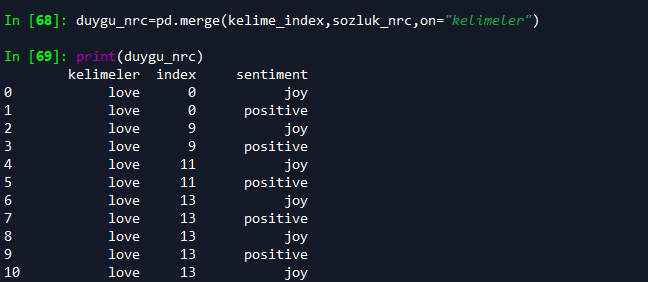 In [68]: duygu_nrc=pd.merge(kelime_index,sozluk_nrc,on="kelimeler")
In [69]: print(duygu_nrc)
kelimeler index sentiment
0 love 0 joy
1 love 0 positive
2 love 9 joy
3 love 9 positive
4 love 11 joy
5 love 11 positive
6 love 13 joy
7 love 13 positive
8 love 13 joy
9 love 13 positive
10 love 13 joy